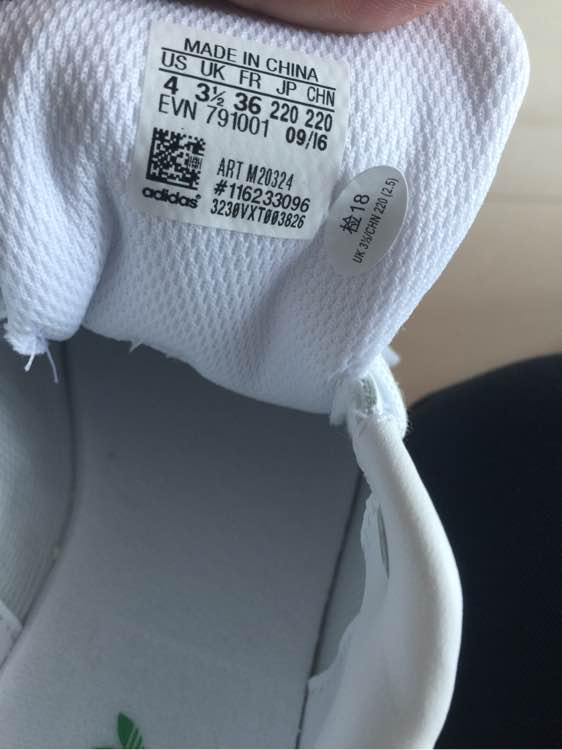 MADE IN CHINA
US UK FR JP CHN
4 3½ 36 220 220
EVN 791001 09/16
ART M20324
#116233096
adidas® 3230VXT003826
检18
UK 3½/CHN 220 (2.5)